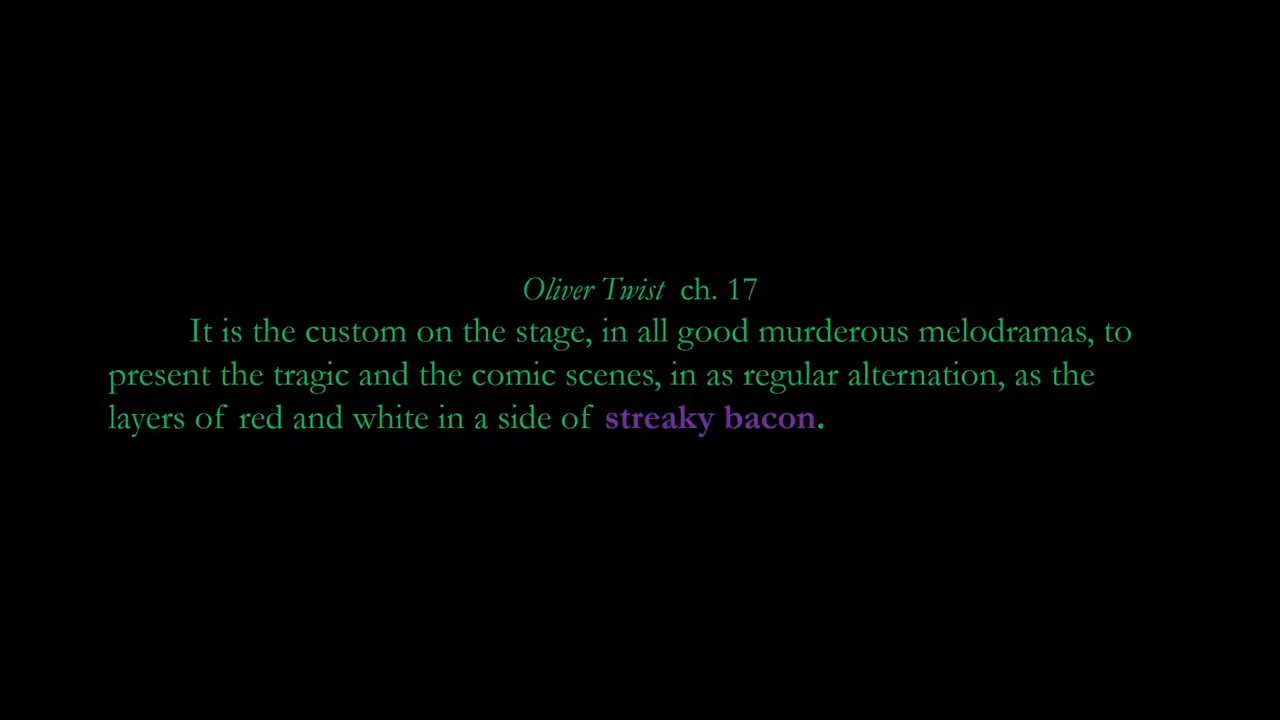 Oliver Twist ch. 17
It is the custom on the stage, in all good murderous melodramas, to
present the tragic and the comic scenes, in as regular alternation, as the
layers of red and white in a side of streaky bacon.